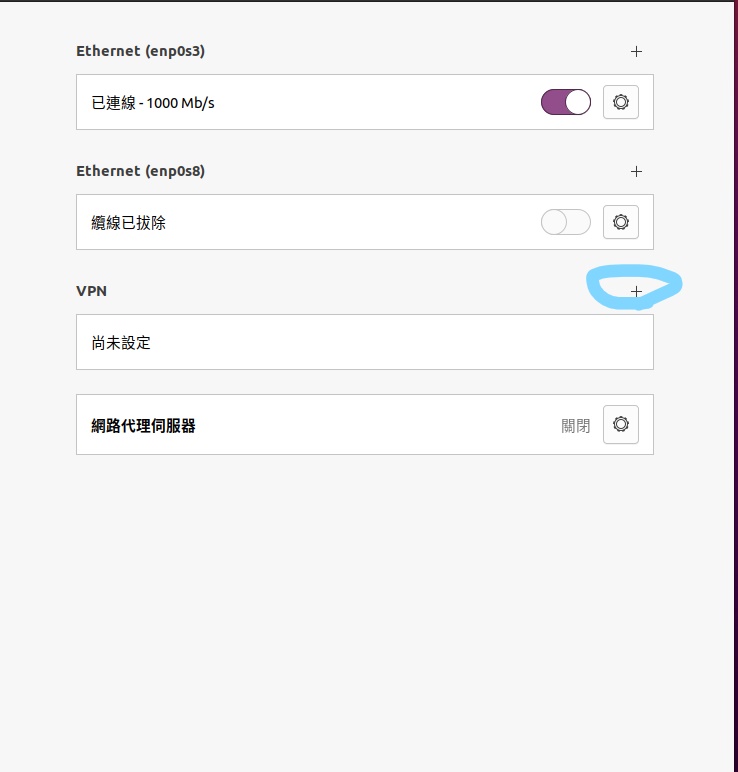 Ethernet (enp0s3)
已連線 - 1000 Mb/s
Ethernet (enp0s8)
纜線已拔除
VPN
尚未設定
網路代理伺服器 關閉